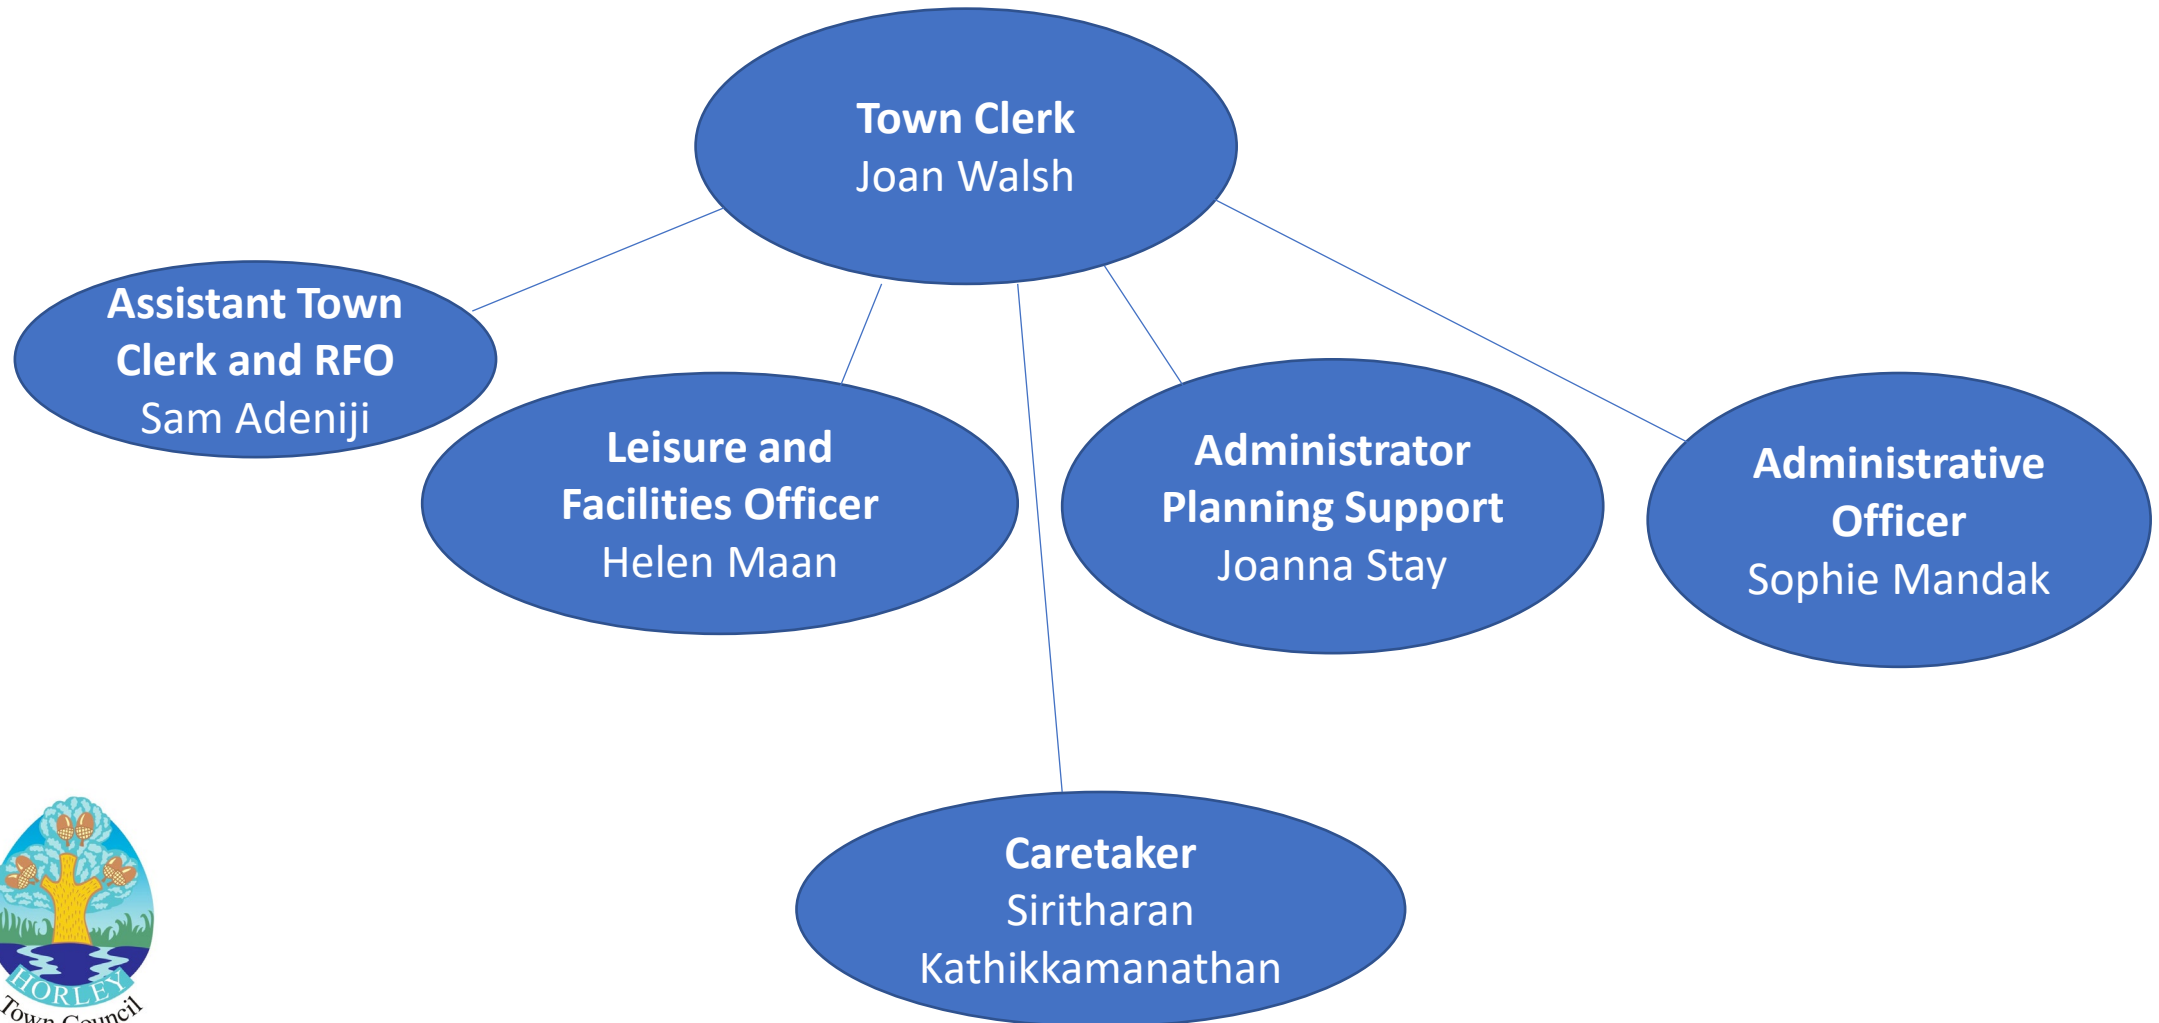 Town Clerk
Joan Walsh
Assistant Town
Clerk and RFO
Sam Adeniji
Leisure and
Facilities Officer
Helen Maan
Administrator
Planning Support
Joanna Stay
Administrative
Officer
Sophie Mandak
Caretaker
Siritharan
Kathikkamanathan
HORLEY
Town Council